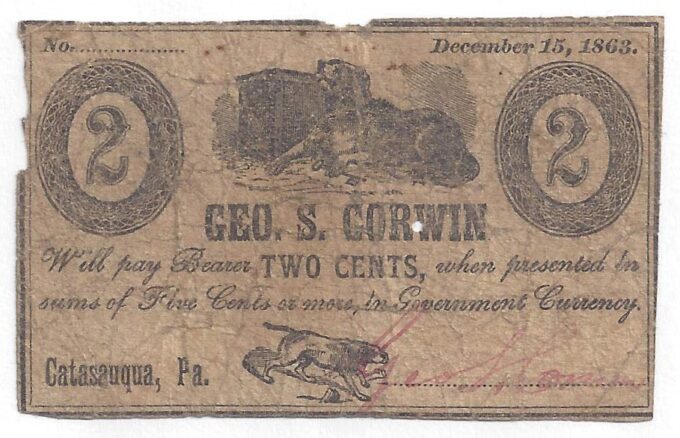 No.................. December 15, 1863.
2 2
GEO. S. CORWIN
Will pay Bearer TWO CENTS, when presented in
sums of Five Cents or more, in Government Currency.
Catasauqua, Pa.